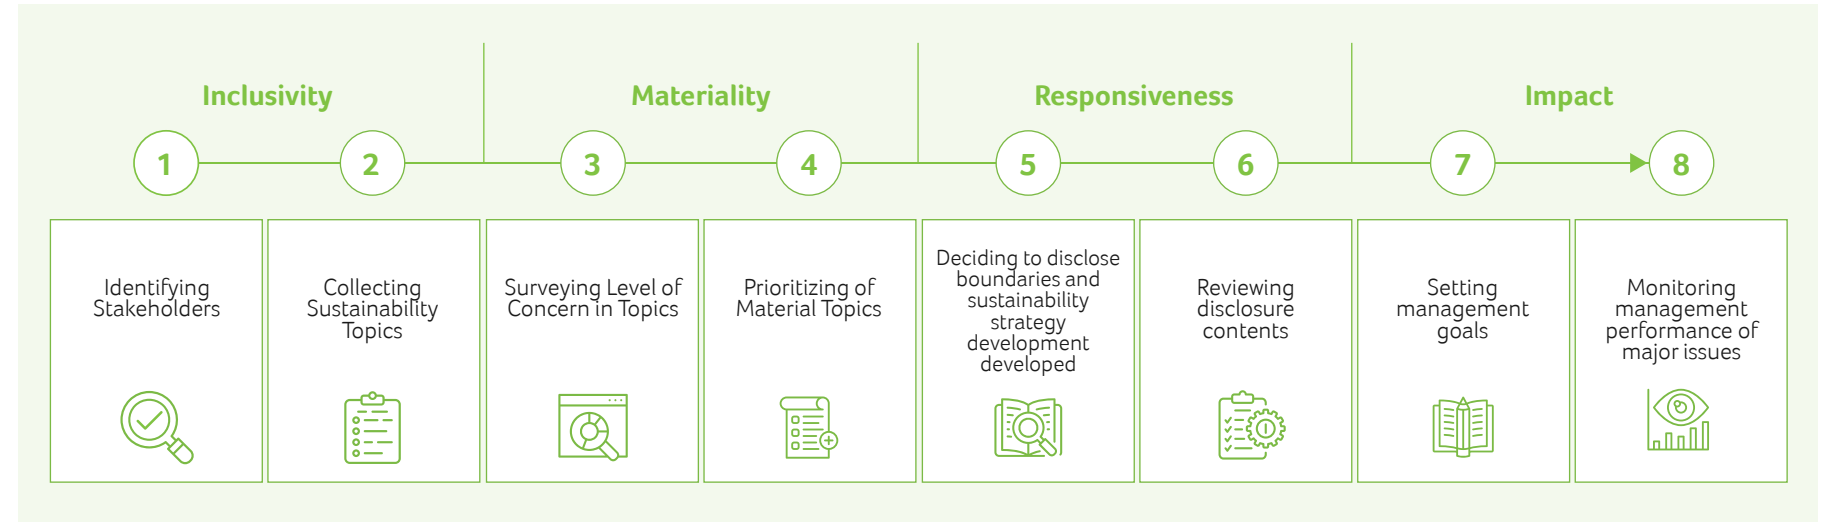 Inclusivity
Materiality
Responsiveness
Impact
1
2
3
4
5
6
7
8
Identifying
Stakeholders
Collecting
Sustainability
Topics
Surveying Level of
Concern in Topics
Prioritizing of
Material Topics
Deciding to disclose
boundaries and
sustainability
strategy
development
developed
Reviewing
disclosure
contents
Setting
management
goals
Monitoring
management
performance of
major issues